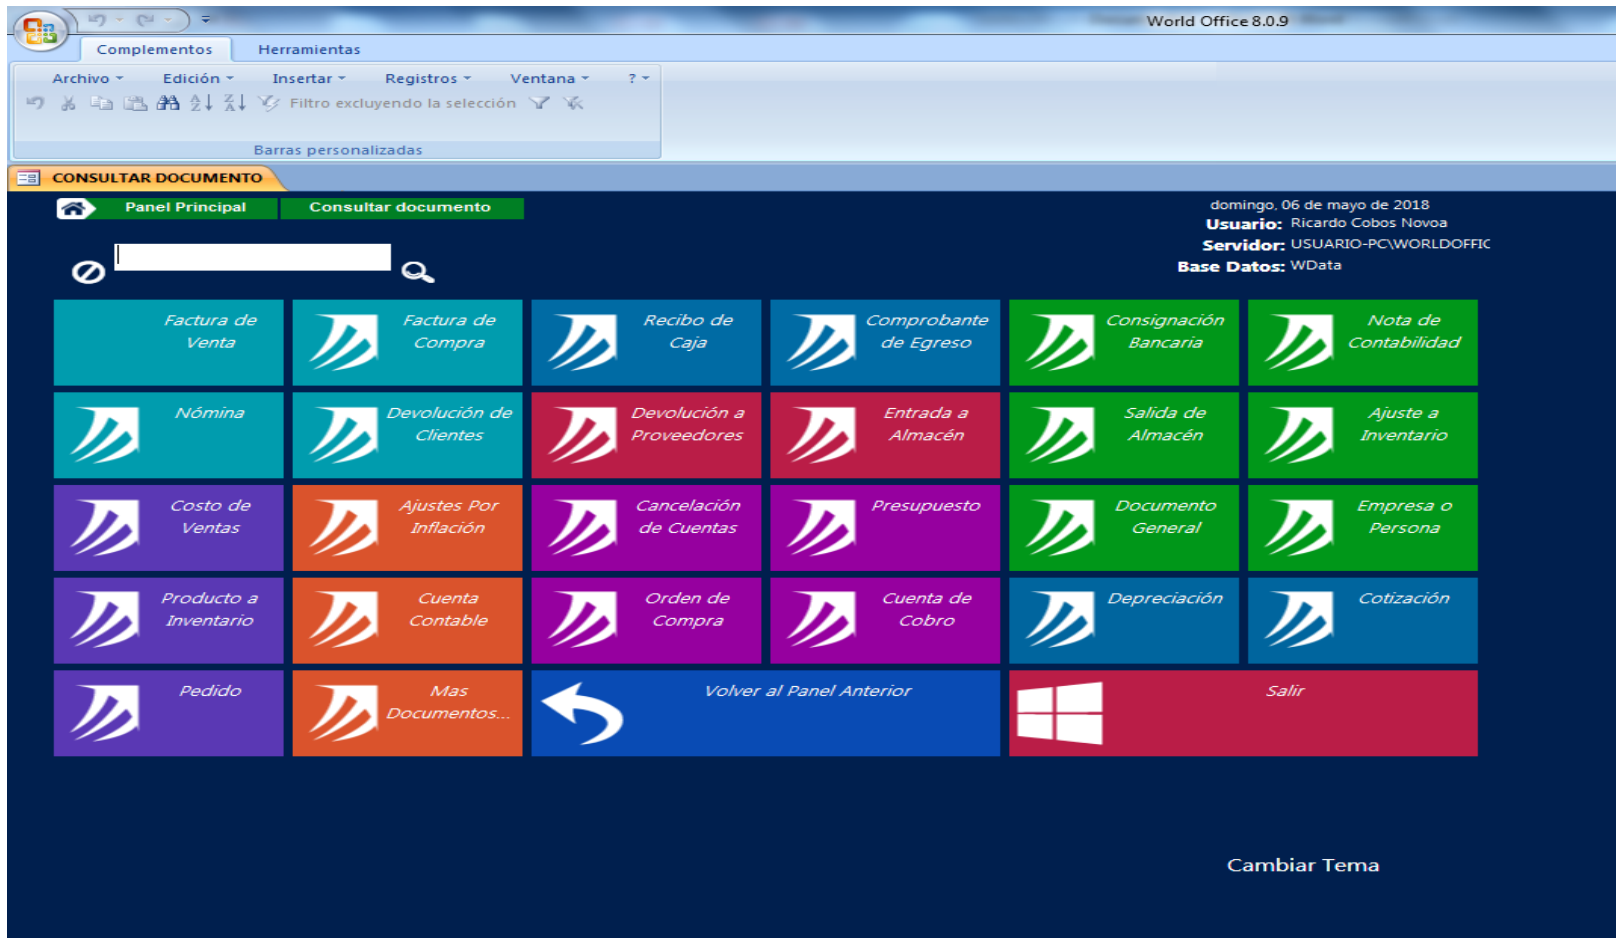 World Office 8.0.9
Complementos Herramientas
Archivo Edición Insertar Registros Ventana ?
Filtro excluyendo la selección
Barras personalizadas
CONSULTAR DOCUMENTO
Panel Principal Consultar documento
domingo, 06 de mayo de 2018
Usuario: Ricardo Cobos Novoa
Servidor: USUARIO-PC\WORLDOFFIC
Base Datos: WData
Factura de
Venta
Factura de
Compra
Recibo de
Caja
Comprobante
de Egreso
Consignación
Bancaria
Nota de
Contabilidad
Nómina
Devolución de
Clientes
Devolución a
Proveedores
Entrada a
Almacén
Salida de
Almacén
Ajuste a
Inventario
Costo de
Ventas
Ajustes Por
Inflación
Cancelación
de Cuentas
Presupuesto
Documento
General
Empresa o
Persona
Producto a
Inventario
Cuenta
Contable
Orden de
Compra
Cuenta de
Cobro
Depreciación
Cotización
Pedido
Mas
Documentos...
Volver al Panel Anterior
Salir
Cambiar Tema